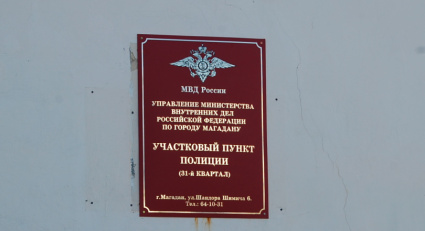 МВД России
УПРАВЛЕНИЕ МИНИСТЕРСТВА
ВНУТРЕННИХ ДЕЛ
РОССИЙСКОЙ ФЕДЕРАЦИИ
ПО ГОРОДУ МАГАДАНУ
УЧАСТКОВЫЙ ПУНКТ
ПОЛИЦИИ
(31-й КВАРТАЛ)
г.Магадан, ул.Шандора Шимича 6.
Тел.: 64-10-31